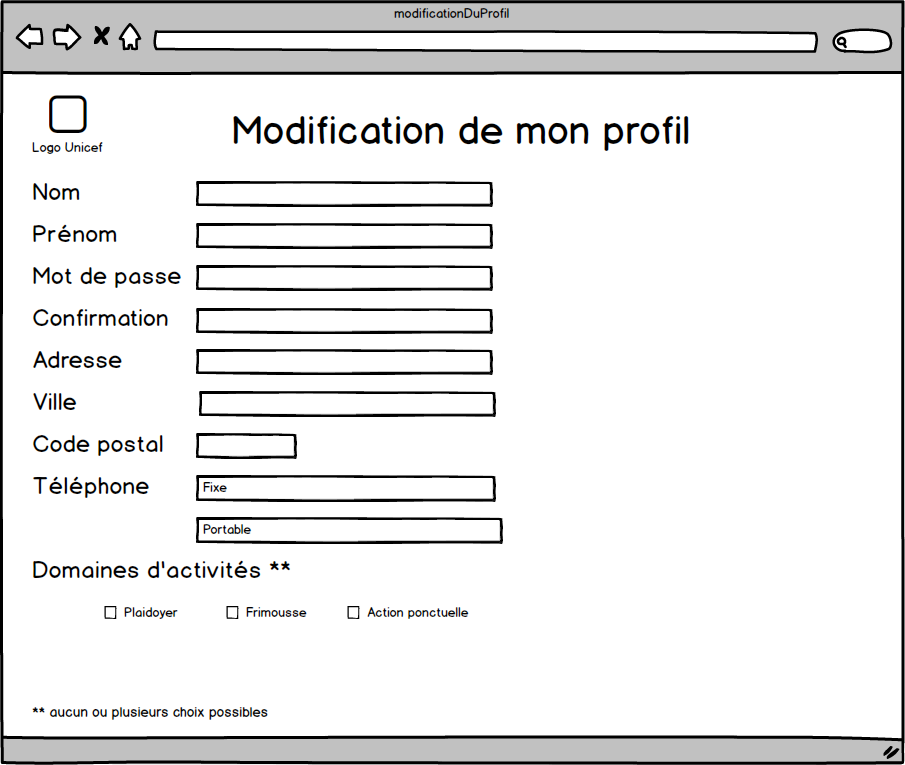 modificationDuProfil
Logo Unicef
Modification de mon profil
Nom
Prénom
Mot de passe
Confirmation
Adresse
Ville
Code postal
Téléphone Fixe
Portable
Domaines d'activités **
Plaidoyer Frimousse Action ponctuelle
** aucun ou plusieurs choix possibles